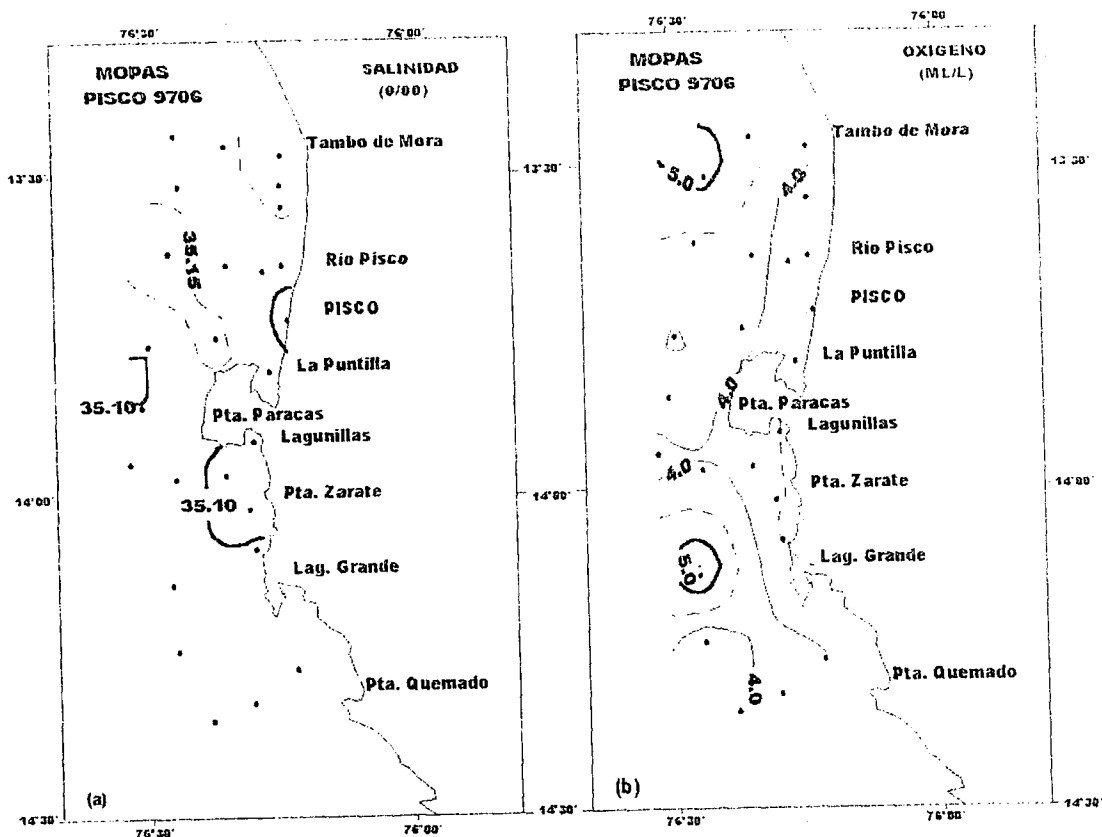 76°30'
76°00'
MOPAS
PISCO 9706
SALINIDAD
(0/00)
Tambo de Mora
13°30'
35.15
Rio Pisco
PISCO
La Puntilla
35.10
Pta. Paracas
Lagunillas
35.10
Pta. Zarate
14°00'
Lag. Grande
Pta. Quemado
(a)
14°30'
76°30'
76°00'
76°30'
76°00'
MOPAS
PISCO 9706
OXIGENO
(ML/L)
Tambo de Mora
13°30'
5.0
4.0
Rio Pisco
PISCO
La Puntilla
4.0
Pta. Paracas
Lagunillas
4.0
Pta. Zarate
14°00'
14°00'
5.0
Lag. Grande
4.0
Pta. Quemado
(b)
14°30'
14°30'
76°30'
76°00'